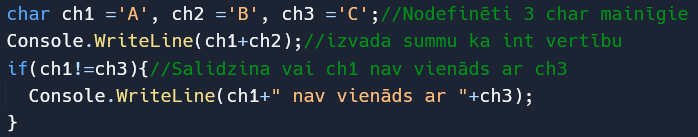 char ch1 ='A', ch2 ='B', ch3 ='C';//Nodefinēti 3 char mainīgie
Console.WriteLine(ch1+ch2);//izvada summu ka int vertību
if(ch1!=ch3){//Salidzina vai ch1 nav vienāds ar ch3
  Console.WriteLine(ch1+" nav vienāds ar "+ch3);
}